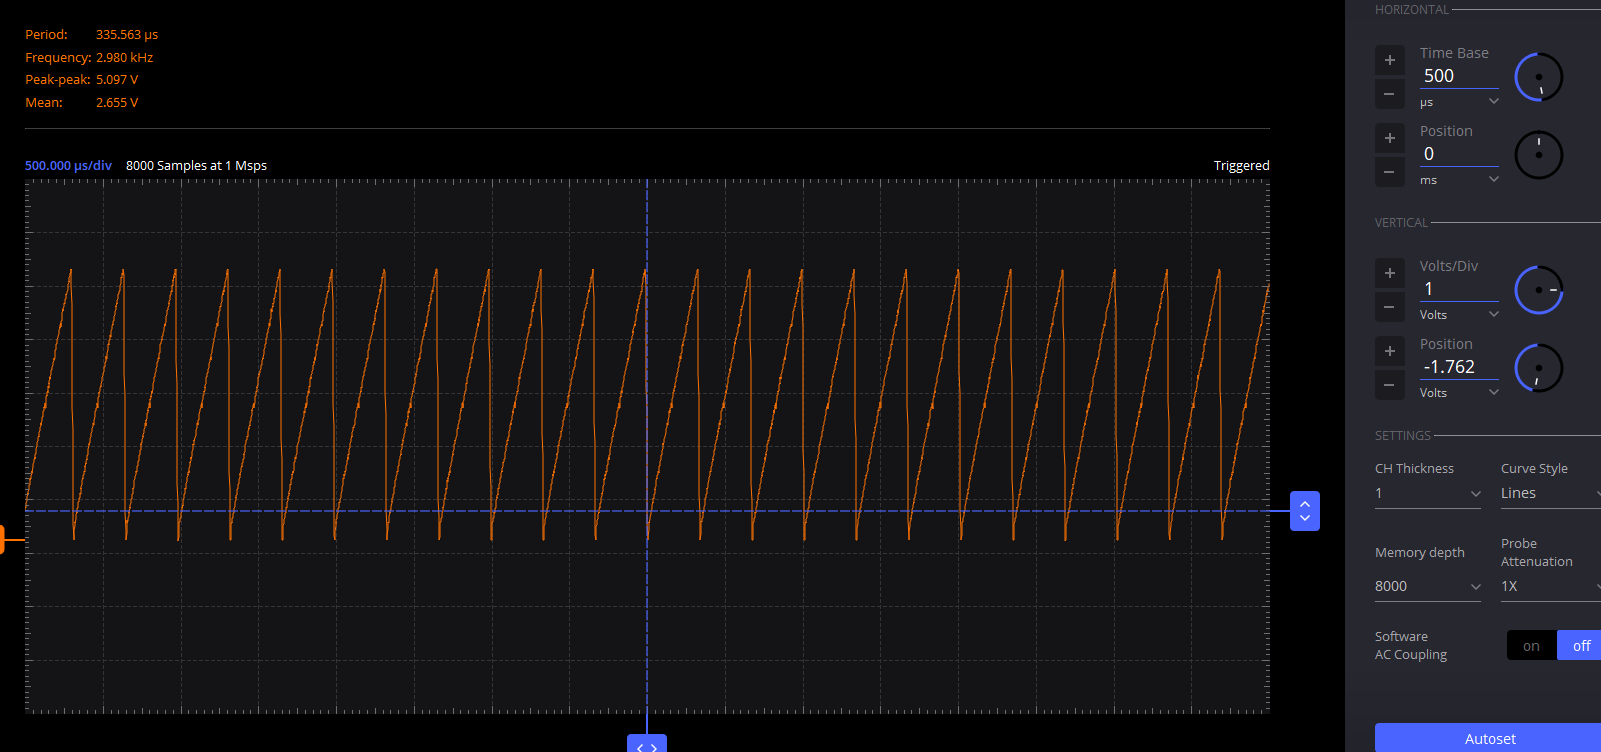 Period: 335.563 µs
Frequency: 2.980 kHz
Peak-peak: 5.097 V
Mean: 2.655 V
500.000 µs/div 8000 Samples at 1 Msps
Triggered
HORIZONTAL
+
Time Base
500
−
µs
+
Position
0
−
ms
VERTICAL
+
Volts/Div
1
−
Volts
+
Position
-1.762
−
Volts
SETTINGS
CH Thickness
1
Curve Style
Lines
Memory depth
8000
Probe
Attenuation
1X
Software
AC Coupling
on off
Autoset